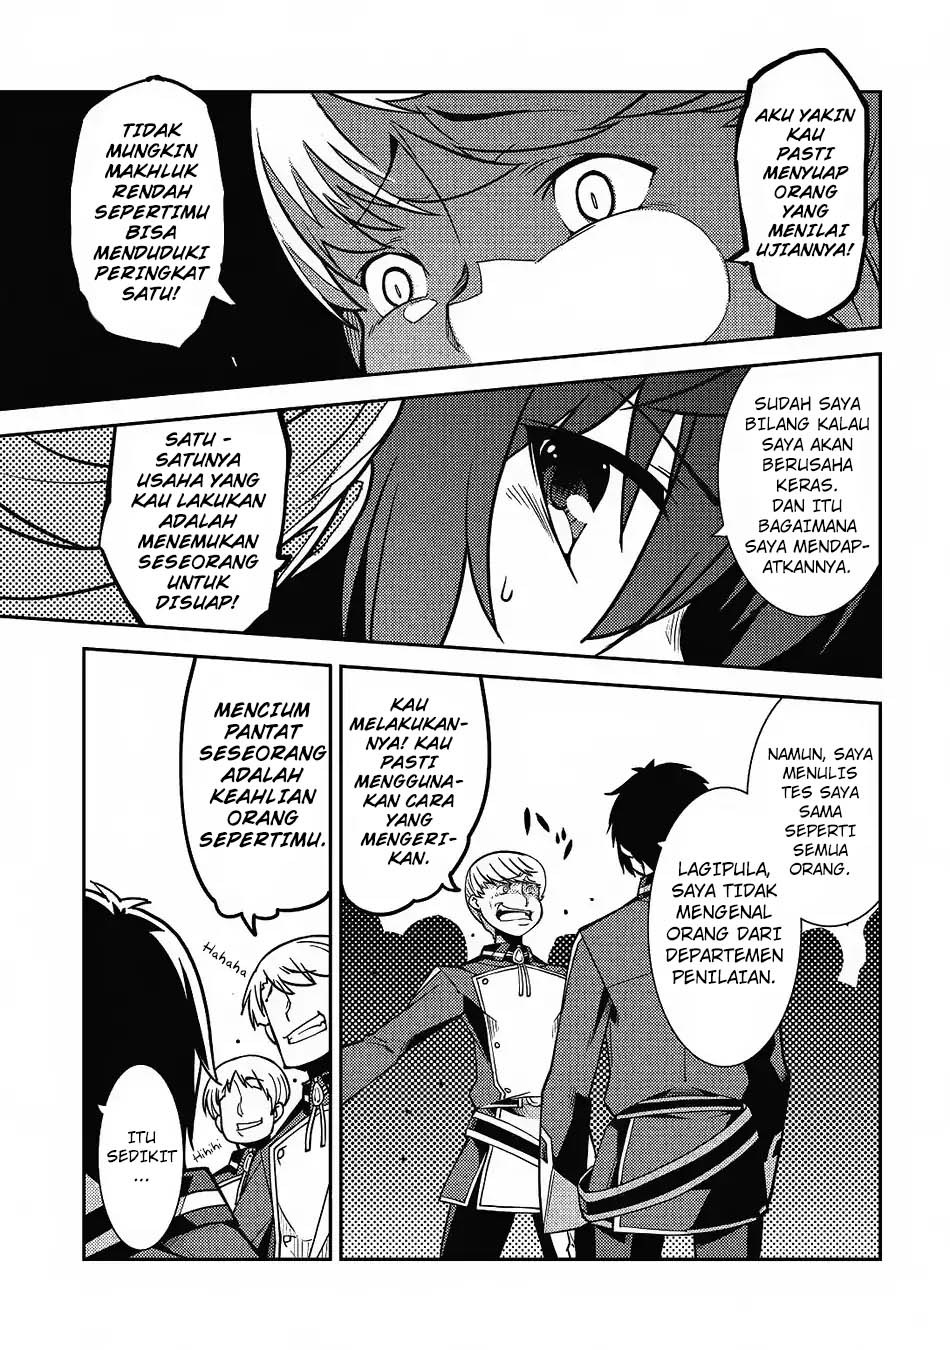 AKU YAKIN
KAU
PASTI
MENYUAP
ORANG
YANG
MENILAI
UJIANNYA!
TIDAK
MUNGKIN
MAKHLUK
RENDAH
SEPERTIMU
BISA
MENDUDUKI
PERINGKAT
SATU!
SUDAH SAYA
BILANG KALAU
SAYA AKAN
BERUSAHA
KERAS.
DAN ITU
BAGAIMANA
SAYA MENDAP-
ATKANNYA.
SATU -
SATUNYA
USAHA YANG
KAU LAKUKAN
ADALAH
MENEMUKAN
SESEORANG
UNTUK
DISUAP!
NAMUN, SAYA
MENULIS
TES SAYA
SAMA
SEPERTI
SEMUA
ORANG.
LAGIPULA,
SAYA TIDAK
MENGENAL
ORANG DARI
DEPARTEMEN
PENILAIAN.
KAU
MELAKUKAN-
NYA! KAU
PASTI
MENGGUNA-
KAN CARA
YANG
MENGERI-
KAN.
MENCIUM
PANTAT
SESEORANG
ADALAH
KEAHLIAN
ORANG
SEPERTIMU.
Hahaha
Hihihi
ITU
SEDIKIT
...